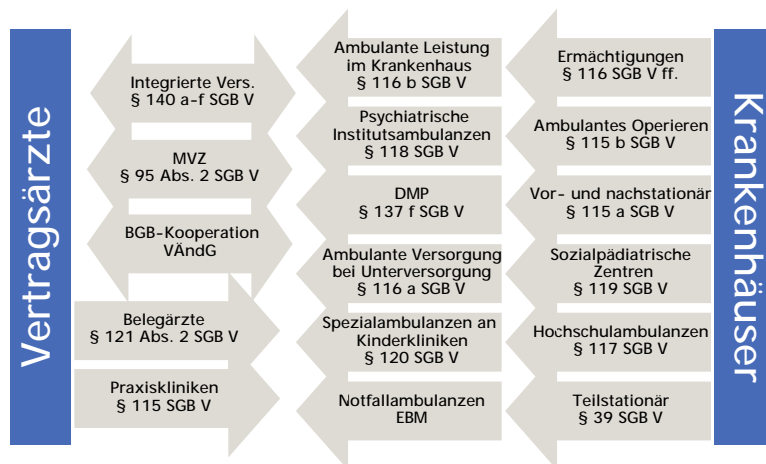 Vertragsärzte
Integrierte Vers.
§ 140 a-f SGB V
MVZ
§ 95 Abs. 2 SGB V
BGB-Kooperation
VÄndG
Belegärzte
§ 121 Abs. 2 SGB V
Praxiskliniken
§ 115 SGB V
Ambulante Leistung
im Krankenhaus
§ 116 b SGB V
Psychiatrische
Institutsambulanzen
§ 118 SGB V
DMP
§ 137 f SGB V
Ambulante Versorgung
bei Unterversorgung
§ 116 a SGB V
Spezialambulanzen an
Kinderkliniken
§ 120 SGB V
Notfallambulanzen
EBM
Ermächtigungen
§ 116 SGB V ff.
Ambulantes Operieren
§ 115 b SGB V
Vor- und nachstationär
§ 115 a SGB V
Sozialpädiatrische
Zentren
§ 119 SGB V
Hochschulambulanzen
§ 117 SGB V
Teilstationär
§ 39 SGB V
Krankenhäuser